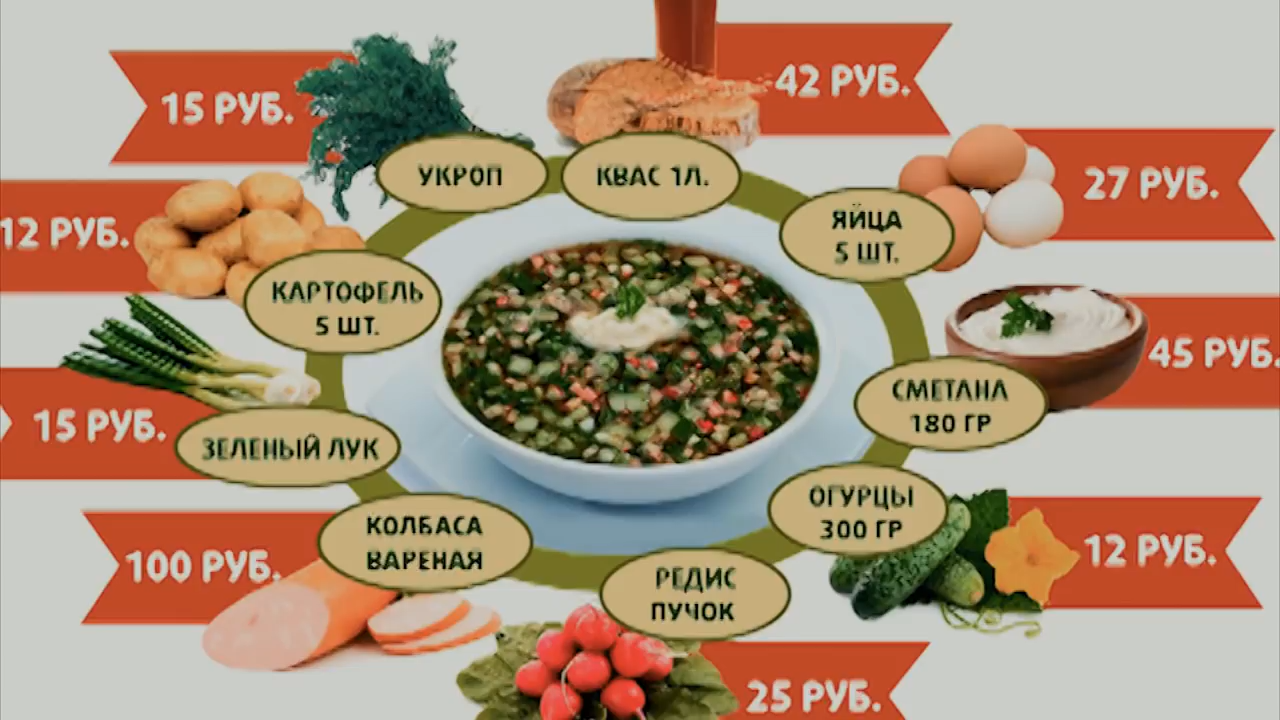 42 РУБ.
15 РУБ.
УКРОП
КВАС 1Л.
27 РУБ.
12 РУБ.
ЯЙЦА
5 ШТ.
КАРТОФЕЛЬ
5 ШТ.
45 РУБ.
СМЕТАНА
180 ГР
15 РУБ.
ЗЕЛЕНЫЙ ЛУК
ОГУРЦЫ
300 ГР
КОЛБАСА
ВАРЕНАЯ
12 РУБ.
100 РУБ.
РЕДИС
ПУЧОК
25 РУБ.